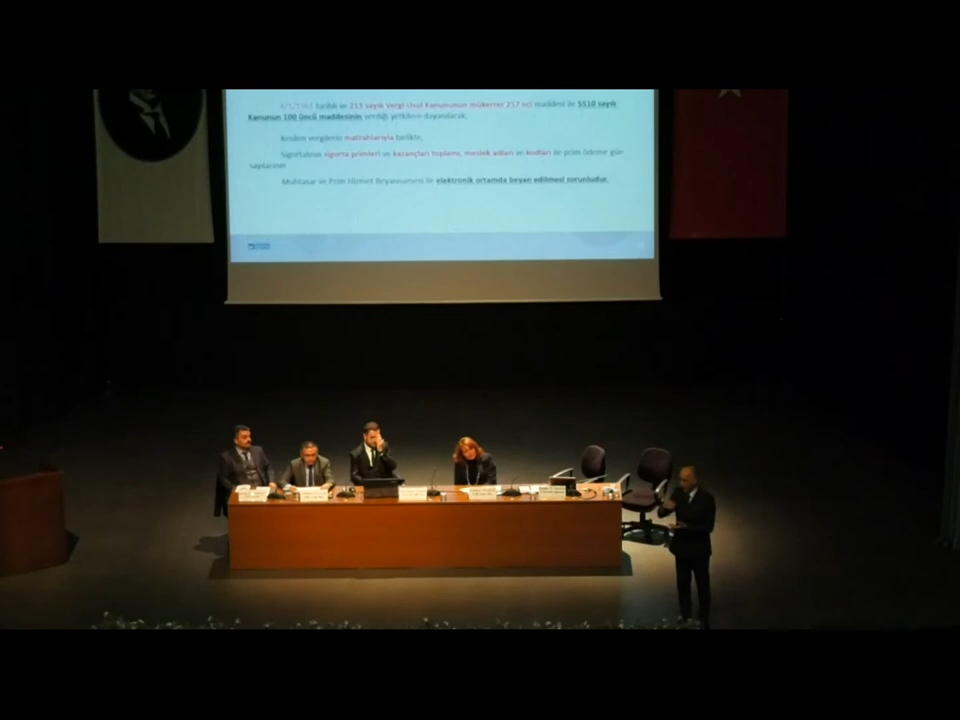 tarihli ve 213 sayılı Vergi Usul Kanununun mükerrer 257 nci maddesi ile 5510 sayılı
Kanunun 100 üncü maddesinin verdiği yetkilere dayanılarak,
Kesilen vergilerin matrahlarıyla birlikte,
Sigortalının sigorta primleri ve kazançları toplamı, meslek adları ve kodları ile prim ödeme gün
sayılarının
Muhtasar ve Prim Hizmet Beyannamesi ile elektronik ortamda beyan edilmesi zorunludur.